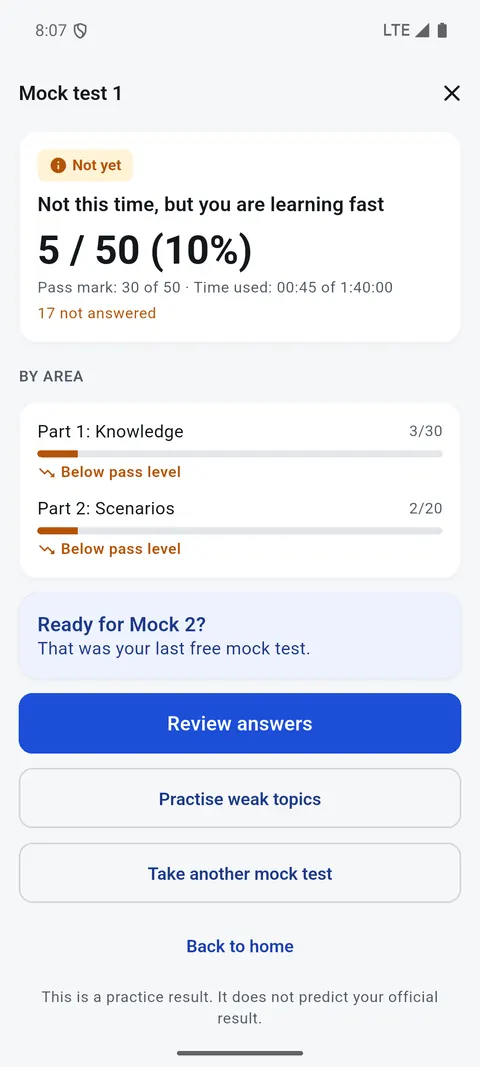 8:07
LTE
Mock test 1
Not yet
Not this time, but you are learning fast
5 / 50 (10%)
Pass mark: 30 of 50 · Time used: 00:45 of 1:40:00
17 not answered
BY AREA
Part 1: Knowledge 3/30
Below pass level
Part 2: Scenarios 2/20
Below pass level
Ready for Mock 2?
That was your last free mock test.
Review answers
Practise weak topics
Take another mock test
Back to home
This is a practice result. It does not predict your official
result.